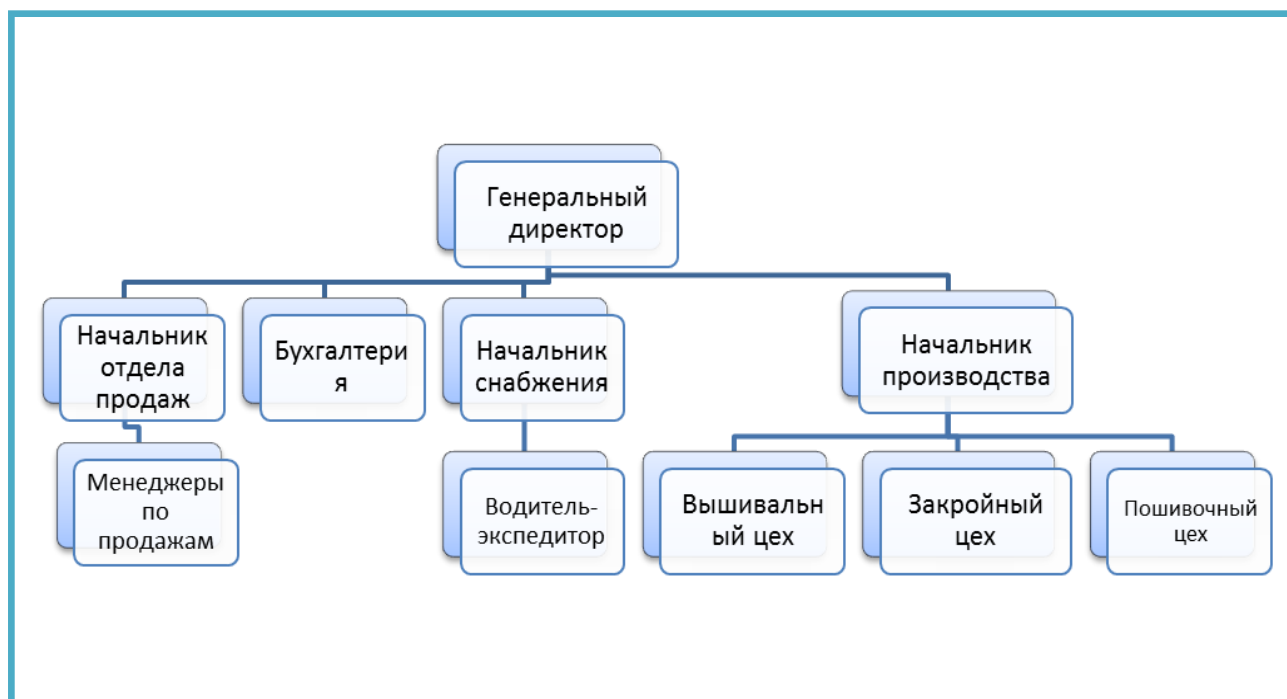 Генеральный
директор
Начальник
отдела
продаж
Бухгалтери
я
Начальник
снабжения
Начальник
производства
Менеджеры
по
продажам
Водитель-
экспедитор
Вышивальн
ый цех
Закройный
цех
Пошивочный
цех